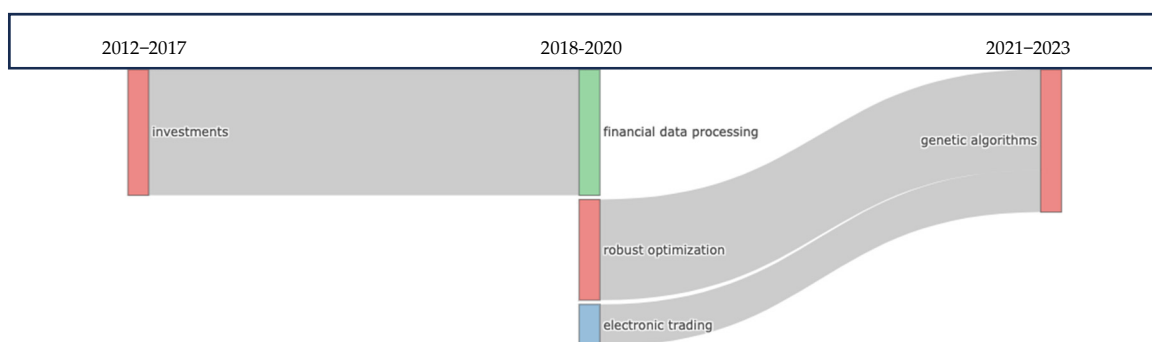 2012–2017 2018-2020 2021–2023
investments
financial data processing
genetic algorithms
robust optimization
electronic trading